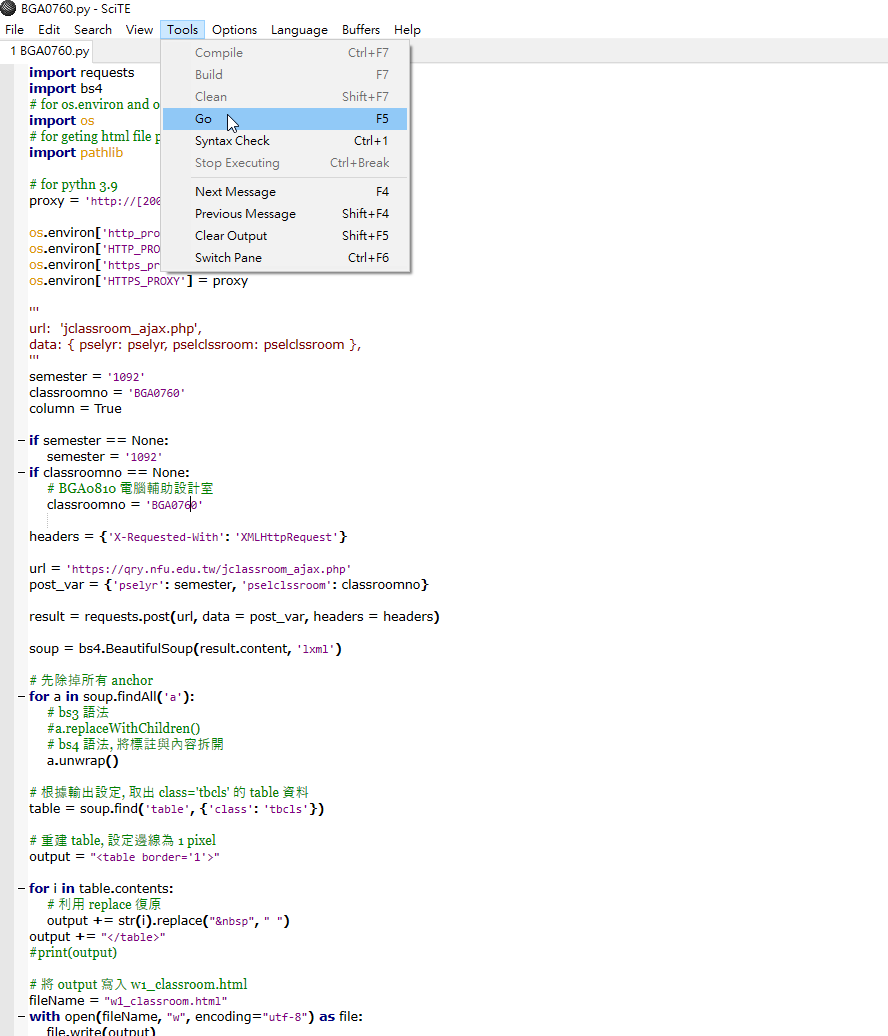 BGA0760.py - SciTE
File Edit Search View Tools Options Language Buffers Help
1 BGA0760.py
Compile Ctrl+F7
Build F7
Clean Shift+F7
Go F5
Syntax Check Ctrl+1
Stop Executing Ctrl+Break
Next Message F4
Previous Message Shift+F4
Clear Output Shift+F5
Switch Pane Ctrl+F6
import requests
import bs4
# for os.environ and o
import os
# for geting html file p
import pathlib
# for pythn 3.9
proxy = 'http://[200
os.environ['http_pro
os.environ['HTTP_PRO
os.environ['https_pr
os.environ['HTTPS_PROXY'] = proxy
'''
url: 'jclassroom_ajax.php',
data: { pselyr: pselyr, pselclssroom: pselclssroom },
'''
semester = '1092'
classroomno = 'BGA0760'
column = True
if semester == None:
semester = '1092'
if classroomno == None:
# BGA0810 電腦輔助設計室
classroomno = 'BGA0760'
headers = {'X-Requested-With': 'XMLHttpRequest'}
url = 'https://qry.nfu.edu.tw/jclassroom_ajax.php'
post_var = {'pselyr': semester, 'pselclssroom': classroomno}
result = requests.post(url, data = post_var, headers = headers)
soup = bs4.BeautifulSoup(result.content, 'lxml')
# 先除掉所有 anchor
for a in soup.findAll('a'):
# bs3 語法
#a.replaceWithChildren()
# bs4 語法, 將標註與內容拆開
a.unwrap()
# 根據輸出設定, 取出 class='tbcls' 的 table 資料
table = soup.find('table', {'class': 'tbcls'})
# 重建 table, 設定邊線為 1 pixel
output = "<table border='1'>"
for i in table.contents:
# 利用 replace 復原
output += str(i).replace("&nbsp", " ")
output += "</table>"
#print(output)
# 將 output 寫入 w1_classroom.html
fileName = "w1_classroom.html"
with open(fileName, "w", encoding="utf-8") as file:
file.write(output)